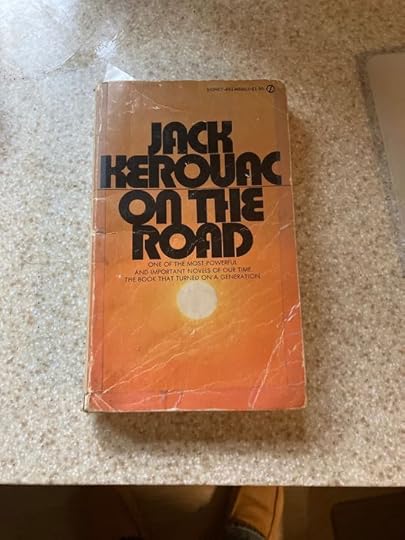 JACK
KEROUAC
ON THE
ROAD
ONE OF THE MOST POWERFUL
AND IMPORTANT NOVELS OF OUR TIME
THE BOOK THAT TURNED ON A GENERATION.